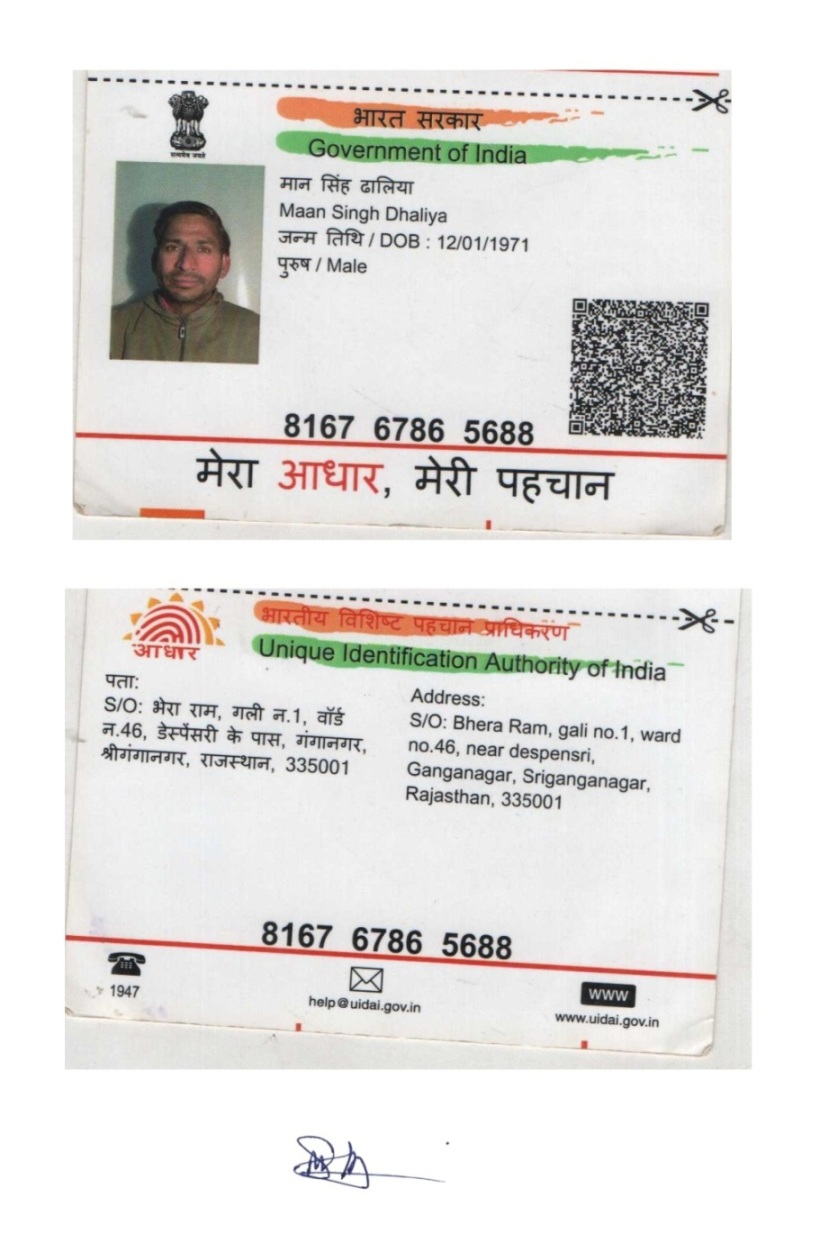 भारत सरकार
Government of India
सत्यमेव जयते
मान सिंह ढालिया
Maan Singh Dhaliya
जन्म तिथि / DOB : 12/01/1971
पुरुष / Male
8167 6786 5688
मेरा आधार, मेरी पहचान
भारतीय विशिष्ट पहचान प्राधिकरण
Unique Identification Authority of India
आधार
पता:
S/O: भेरा राम, गली न.1, वॉर्ड
न.46, डेस्पेंसरी के पास, गंगानगर,
श्रीगंगानगर, राजस्थान, 335001
Address:
S/O: Bhera Ram, gali no.1, ward
no.46, near despensri,
Ganganagar, Sriganganagar,
Rajasthan, 335001
8167 6786 5688
1947
help@uidai.gov.in
WWW
www.uidai.gov.in